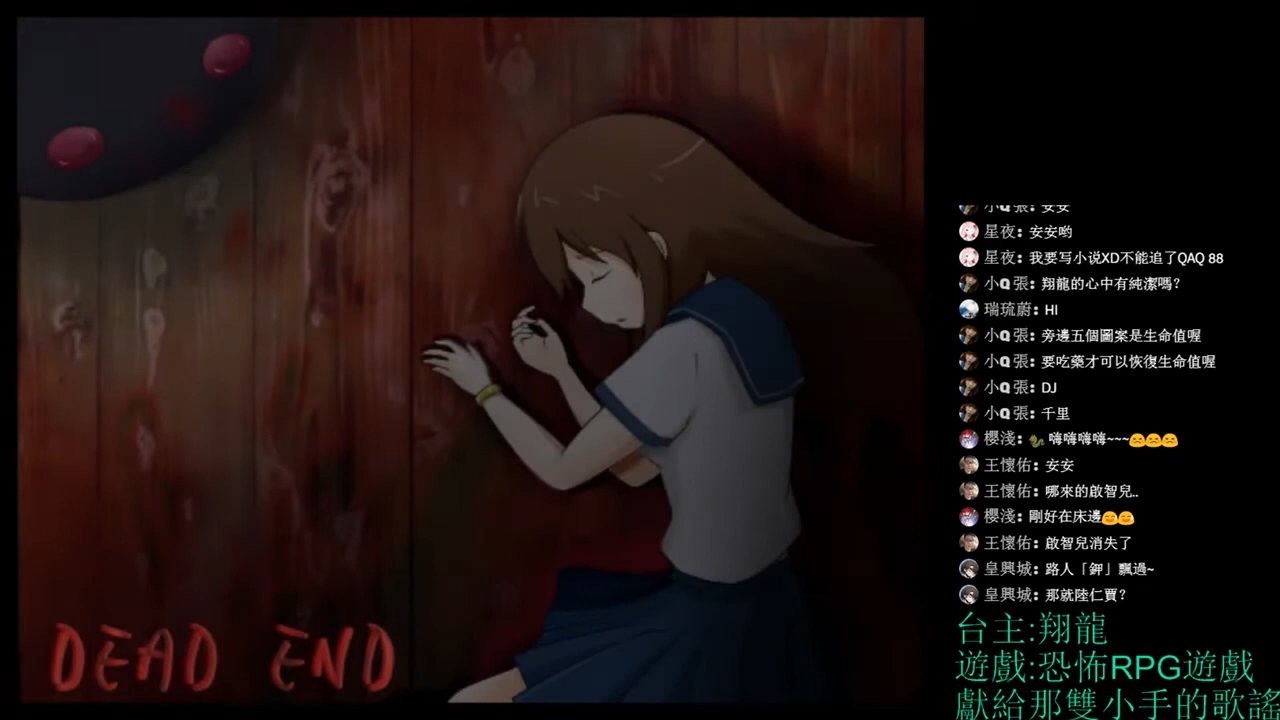 DEAD END
小Q張: 安安
星夜: 安安哟
星夜: 我要写小说XD不能追了QAQ 88
小Q張: 翔龍的心中有純潔嗎?
瑞琉蔚: HI
小Q張: 旁邊五個圖案是生命值喔
小Q張: 要吃藥才可以恢復生命值喔
小Q張: DJ
小Q張: 千里
櫻淺: 嗨嗨嗨嗨~~~
王懷佑: 安安
王懷佑: 哪來的啟智兒..
櫻淺: 剛好在床邊
王懷佑: 啟智兒消失了
皇興城: 路人「鉀」飄過~
皇興城: 那就陸仁賈?
台主:翔龍
遊戲:恐怖RPG遊戲
獻給那雙小手的歌謠